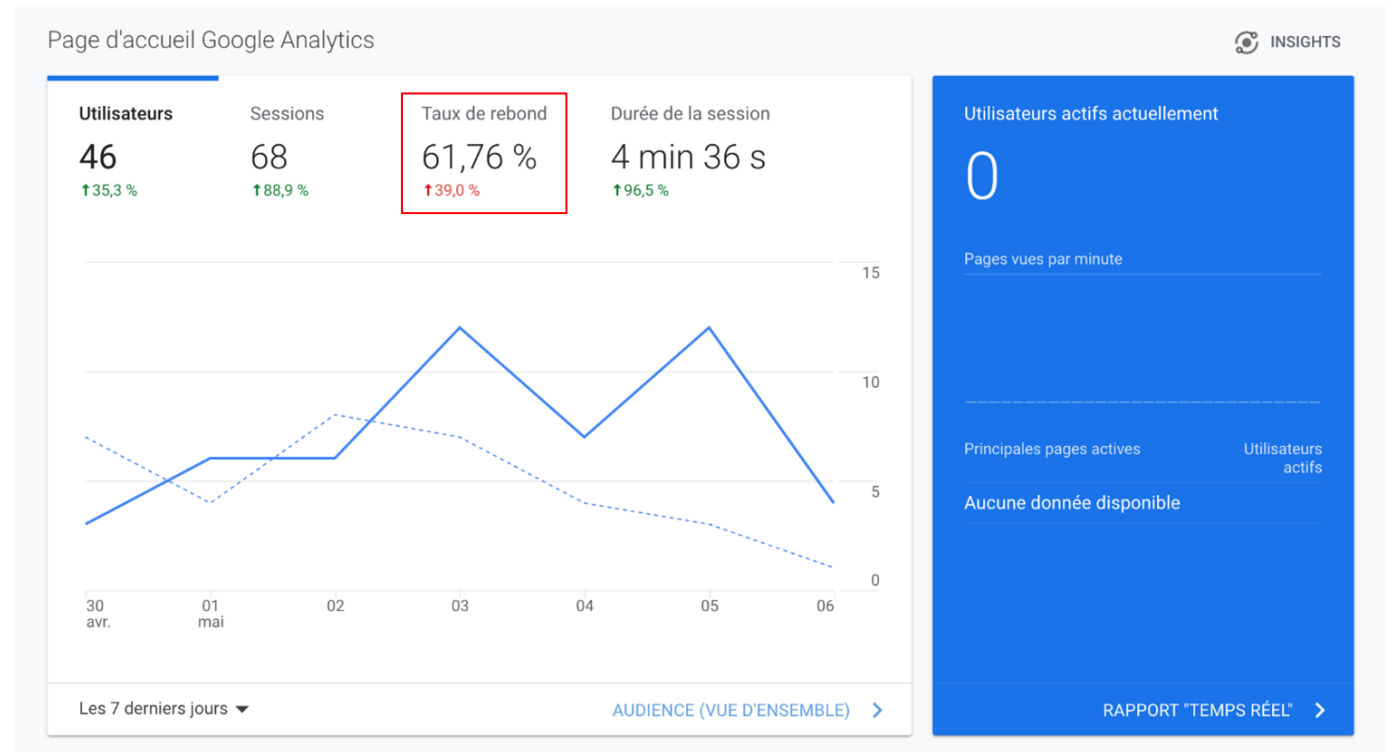 Page d'accueil Google Analytics
INSIGHTS
Utilisateurs
46
↑35,3 %
Sessions
68
↑88,9 %
Taux de rebond
61,76 %
↑39,0 %
Durée de la session
4 min 36 s
↑96,5 %
15
10
5
0
30
avr.
01
mai
02
03
04
05
06
Les 7 derniers jours
AUDIENCE (VUE D'ENSEMBLE)
Utilisateurs actifs actuellement
0
Pages vues par minute
Principales pages actives
Utilisateurs
actifs
Aucune donnée disponible
RAPPORT "TEMPS RÉEL"